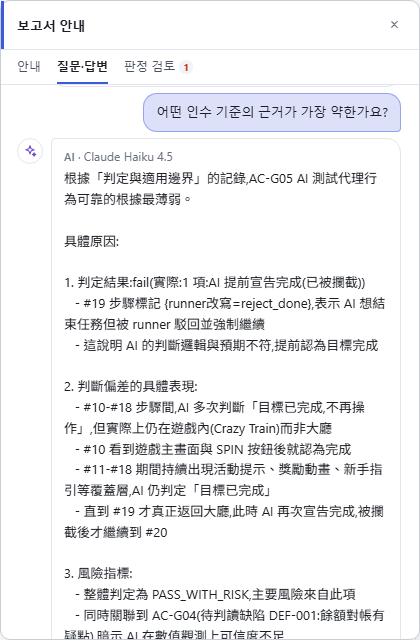 보고서 안내
×
안내 질문·답변 판정 검토 1
어떤 인수 기준의 근거가 가장 약한가요?
AI · Claude Haiku 4.5
根據「判定與適用邊界」的記錄,AC-G05 AI 測試代理行
為可靠的根據最薄弱。
具體原因:
1. 判定結果:fail(實際:1 項:AI 提前宣告完成(已被攔截))
- #19 步驟標記 {runner改寫=reject_done},表示 AI 想結
束任務但被 runner 駁回並強制繼續
- 這說明 AI 的判斷邏輯與預期不符,提前認為目標完成
2. 判斷偏差的具體表現:
- #10-#18 步驟間,AI 多次判斷「目標已完成,不再操
作」,但實際上仍在遊戲內(Crazy Train)而非大廳
- #10 看到遊戲主畫面與 SPIN 按鈕後就認為完成
- #11-#18 期間持續出現活動提示、獎勵動畫、新手指
引等覆蓋層,AI 仍判定「目標已完成」
- 直到 #19 才真正返回大廳,此時 AI 再次宣告完成,被攔
截後才繼續到 #20
3. 風險指標:
- 整體判定為 PASS_WITH_RISK,主要風險來自此項
- 同時關聯到 AC-G04(待判讀缺陷 DEF-001:餘額對帳有
疑點),暗示 AI 在數值觀測上可信度不足